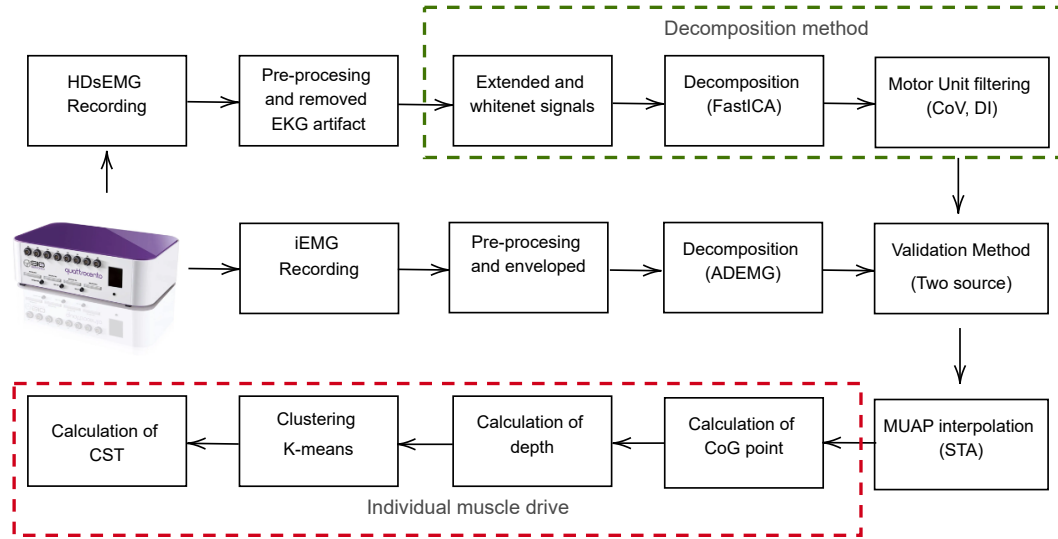 Decomposition method
HDsEMG
Recording
Pre-procesing
and removed
EKG artifact
Extended and
whitenet signals
Decomposition
(FastICA)
Motor Unit filtering
(CoV, DI)
quattrocento
iEMG
Recording
Pre-procesing
and enveloped
Decomposition
(ADEMG)
Validation Method
(Two source)
Calculation of
CST
Clustering
K-means
Calculation of
depth
Calculation of
CoG point
MUAP interpolation
(STA)
Individual muscle drive